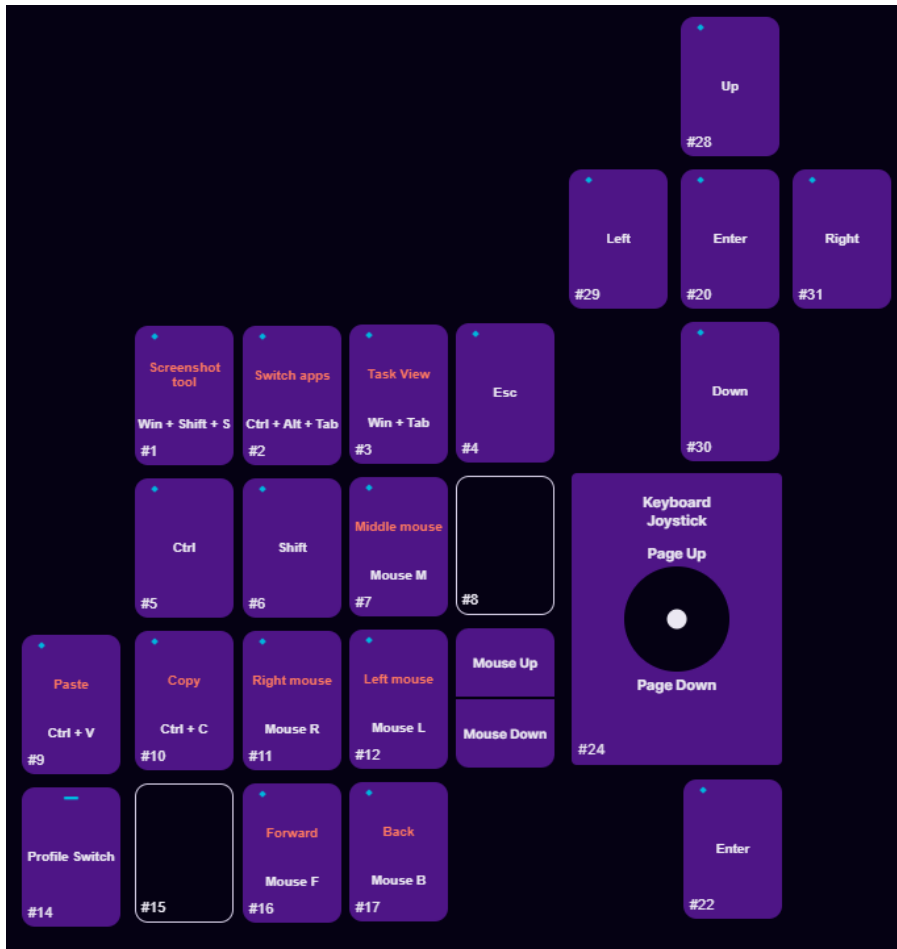 Up
#28
Left
#29
Enter
#20
Right
#31
Screenshot
tool
Win + Shift + S
#1
Switch apps
Ctrl + Alt + Tab
#2
Task View
Win + Tab
#3
Esc
#4
Down
#30
Ctrl
#5
Shift
#6
Middle mouse
Mouse M
#7
#8
Keyboard
Joystick
Page Up
Page Down
#24
Paste
Ctrl + V
#9
Copy
Ctrl + C
#10
Right mouse
Mouse R
#11
Left mouse
Mouse L
#12
Mouse Up
Mouse Down
Profile Switch
#14
#15
Forward
Mouse F
#16
Back
Mouse B
#17
Enter
#22